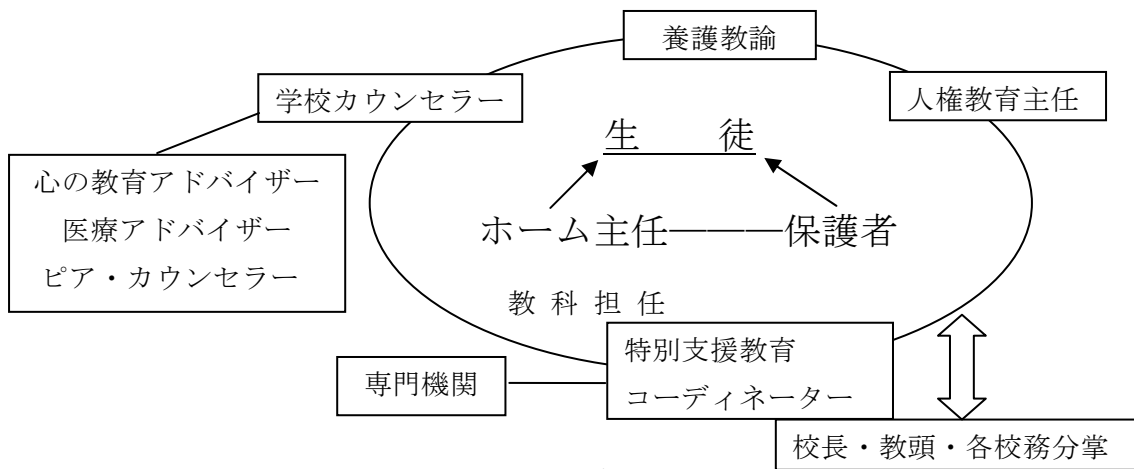 養護教諭
学校カウンセラー
人権教育主任
生　　徒
心の教育アドバイザー
医療アドバイザー
ピア・カウンセラー
ホーム主任―――保護者
教 科 担 任
特別支援教育
コーディネーター
専門機関
校長・教頭・各校務分掌